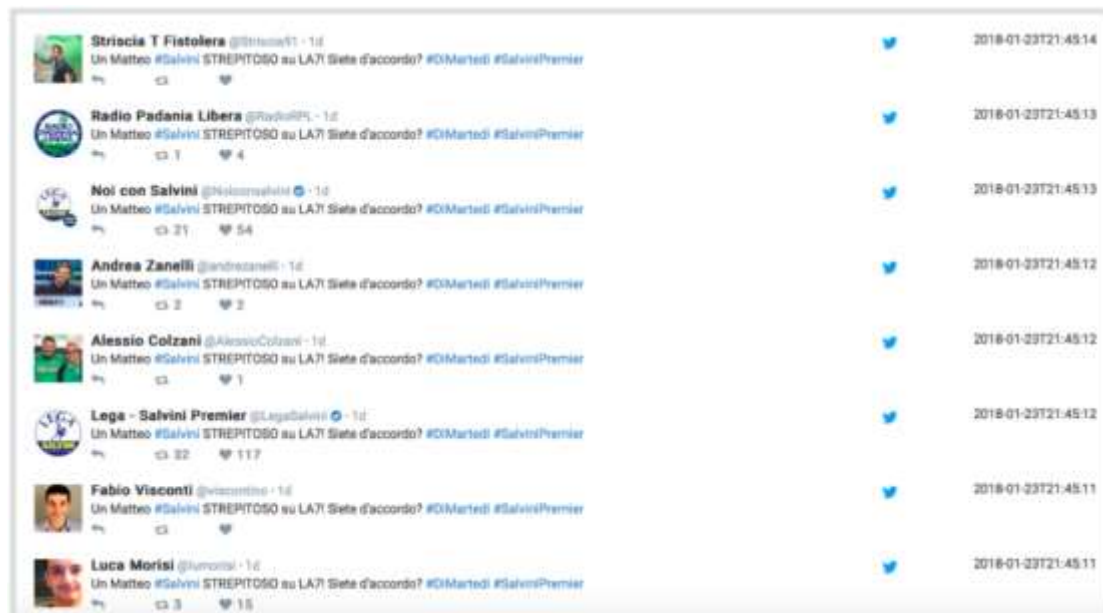 Striscia T Fistolera @Striscia91 · 1d 2018-01-23T21:45:14
Un Matteo #Salvini STREPITOSO su LA7! Siete d'accordo? #DiMartedì #SalviniPremier
Radio Padania Libera @RadioRPL · 1d 2018-01-23T21:45:13
Un Matteo #Salvini STREPITOSO su LA7! Siete d'accordo? #DiMartedì #SalviniPremier
1 4
Noi con Salvini @Noiconsalvini · 1d 2018-01-23T21:45:13
Un Matteo #Salvini STREPITOSO su LA7! Siete d'accordo? #DiMartedì #SalviniPremier
21 54
Andrea Zanelli @andrezanelli · 1d 2018-01-23T21:45:12
Un Matteo #Salvini STREPITOSO su LA7! Siete d'accordo? #DiMartedì #SalviniPremier
2 2
Alessio Colzani @AlessioColzani · 1d 2018-01-23T21:45:12
Un Matteo #Salvini STREPITOSO su LA7! Siete d'accordo? #DiMartedì #SalviniPremier
1
Lega - Salvini Premier @LegaSalvini · 1d 2018-01-23T21:45:12
Un Matteo #Salvini STREPITOSO su LA7! Siete d'accordo? #DiMartedì #SalviniPremier
32 117
Fabio Visconti @viscontino · 1d 2018-01-23T21:45:11
Un Matteo #Salvini STREPITOSO su LA7! Siete d'accordo? #DiMartedì #SalviniPremier
Luca Morisi @lumorisi · 1d 2018-01-23T21:45:11
Un Matteo #Salvini STREPITOSO su LA7! Siete d'accordo? #DiMartedì #SalviniPremier
3 15